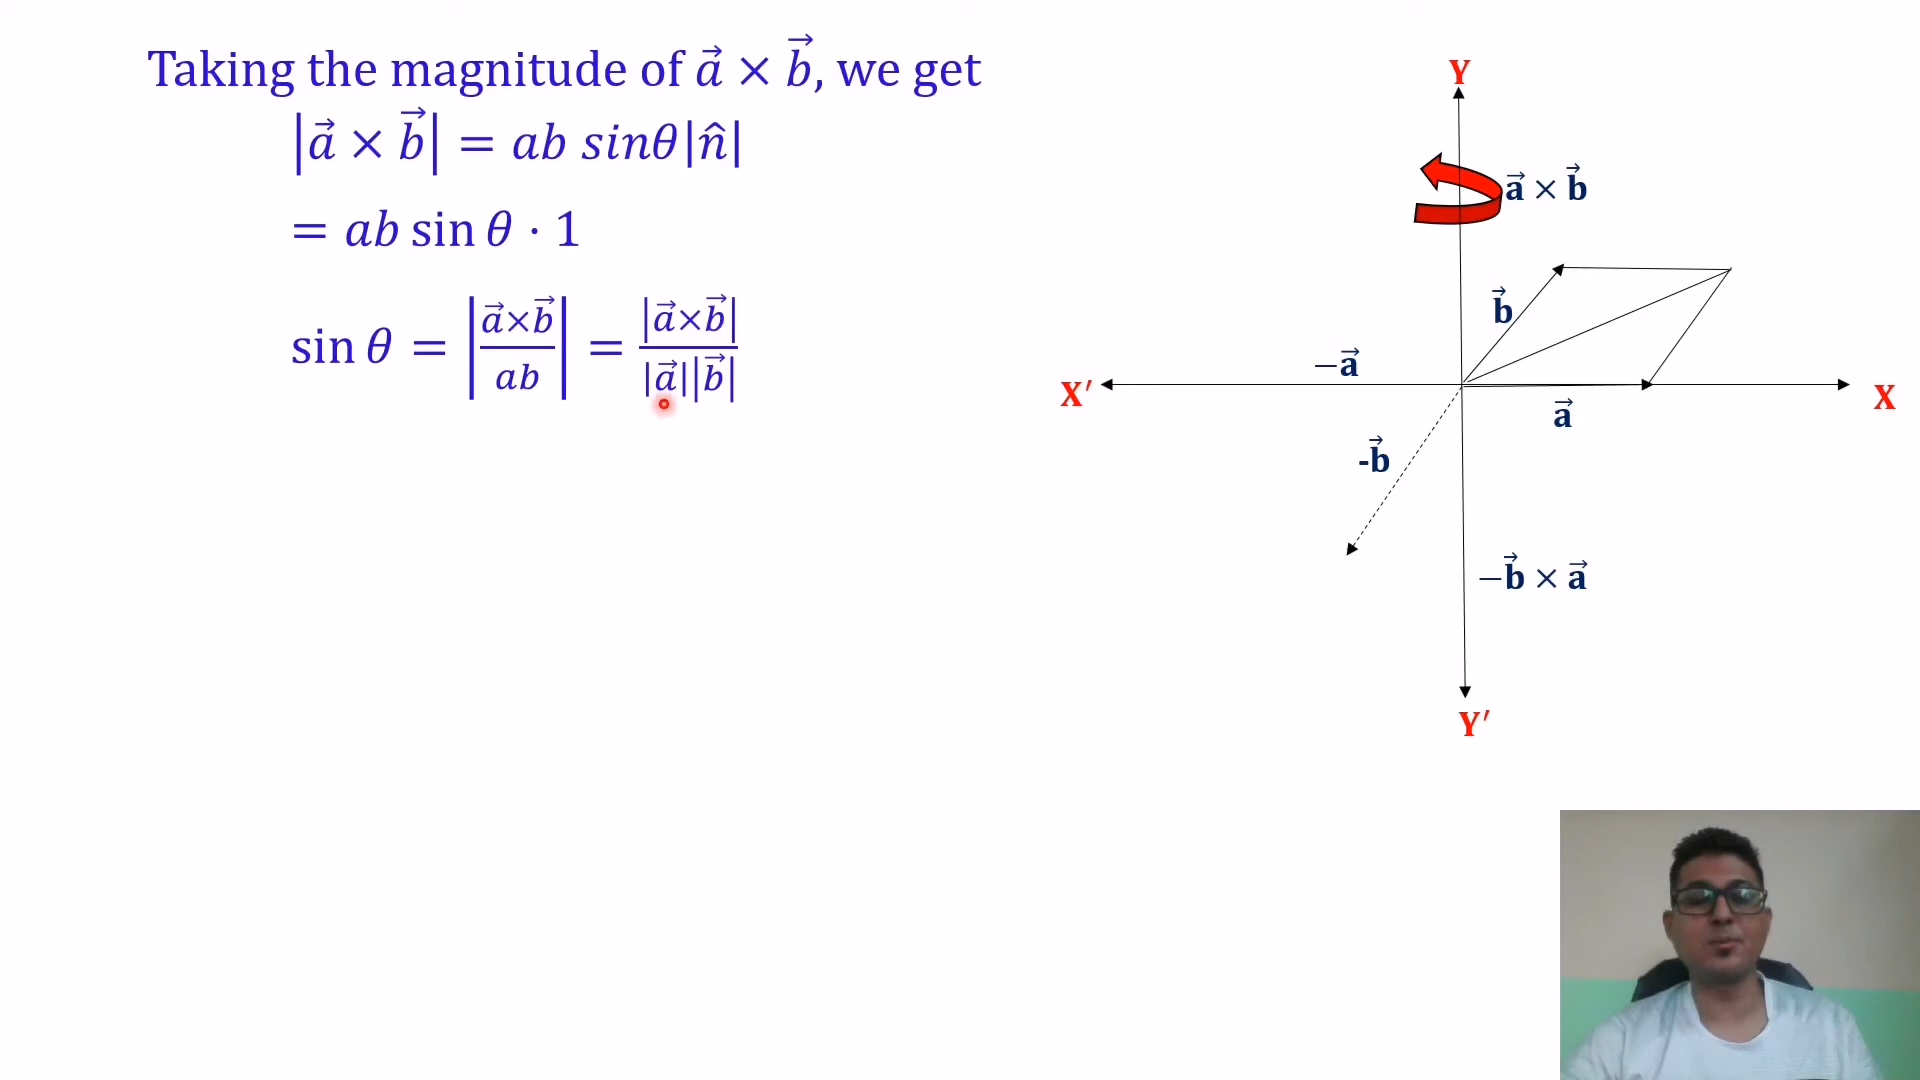 Taking the magnitude of a⃗ × b⃗, we get
|a⃗ × b⃗| = ab sinθ|n̂|
= ab sin θ · 1
sin θ = |a⃗×b⃗ / ab| = |a⃗×b⃗| / |a⃗||b⃗|
Y
a⃗ × b⃗
b⃗
−a⃗
X′
X
a⃗
-b⃗
−b⃗ × a⃗
Y′